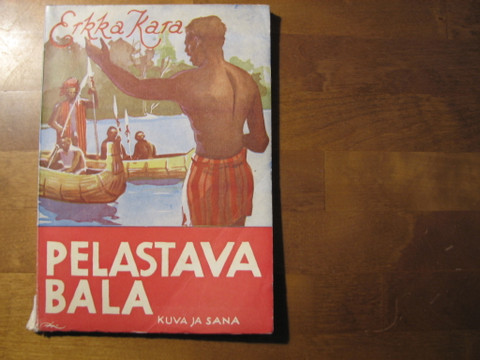 Erkka Kara
PELASTAVA
BALA
KUVA JA SANA